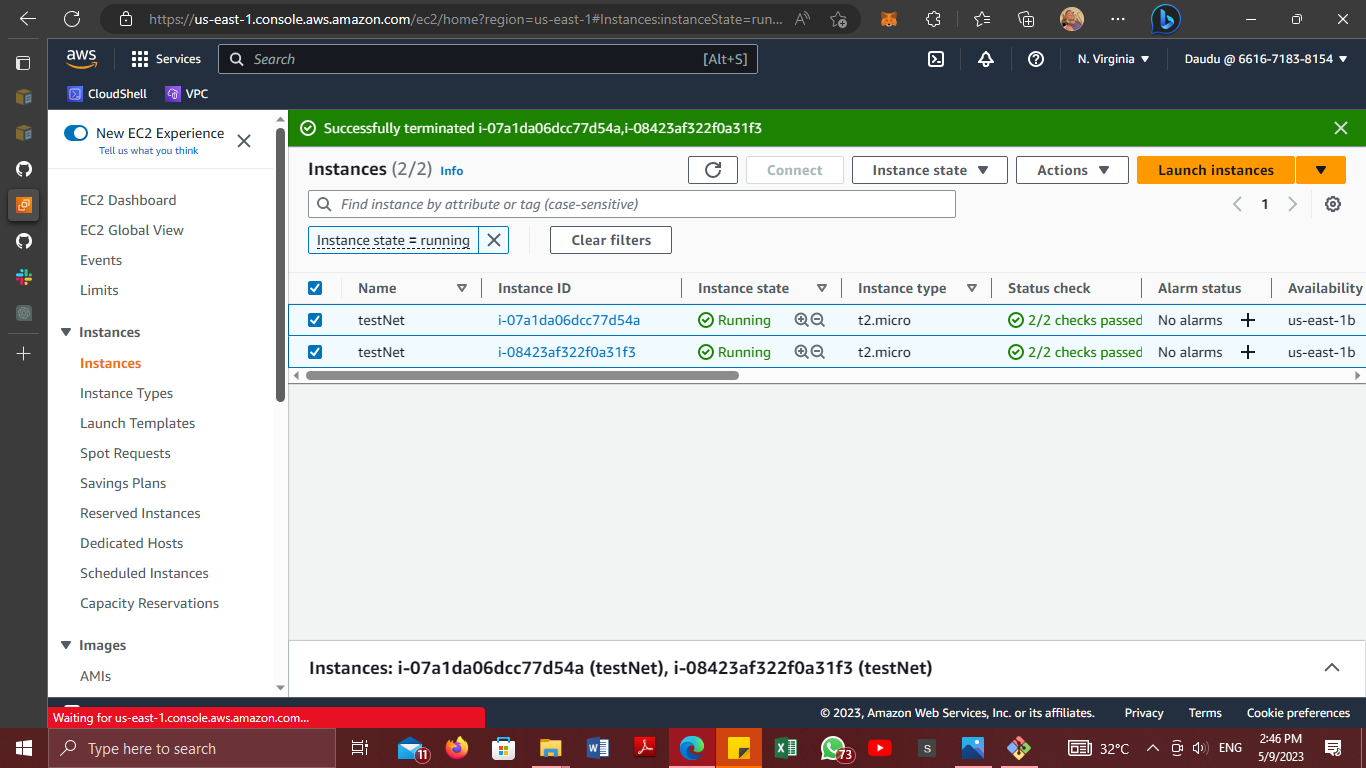 https://us-east-1.console.aws.amazon.com/ec2/home?region=us-east-1#Instances:instanceState=run...
aws
Services
Search
[Alt+S]
N. Virginia
Daudu @ 6616-7183-8154
CloudShell
VPC
New EC2 Experience
Tell us what you think
EC2 Dashboard
EC2 Global View
Events
Limits
Instances
Instances
Instance Types
Launch Templates
Spot Requests
Savings Plans
Reserved Instances
Dedicated Hosts
Scheduled Instances
Capacity Reservations
Images
AMIs
Successfully terminated i-07a1da06dcc77d54a,i-08423af322f0a31f3
Instances (2/2) Info
Connect
Instance state
Actions
Launch instances
Find instance by attribute or tag (case-sensitive)
1
Instance state = running
Clear filters
Name Instance ID Instance state Instance type Status check Alarm status Availability
testNet i-07a1da06dcc77d54a Running t2.micro 2/2 checks passed No alarms us-east-1b
testNet i-08423af322f0a31f3 Running t2.micro 2/2 checks passed No alarms us-east-1b
Instances: i-07a1da06dcc77d54a (testNet), i-08423af322f0a31f3 (testNet)
Waiting for us-east-1.console.aws.amazon.com...
© 2023, Amazon Web Services, Inc. or its affiliates. Privacy Terms Cookie preferences
Type here to search
11
73
S
32°C
ENG
2:46 PM
5/9/2023